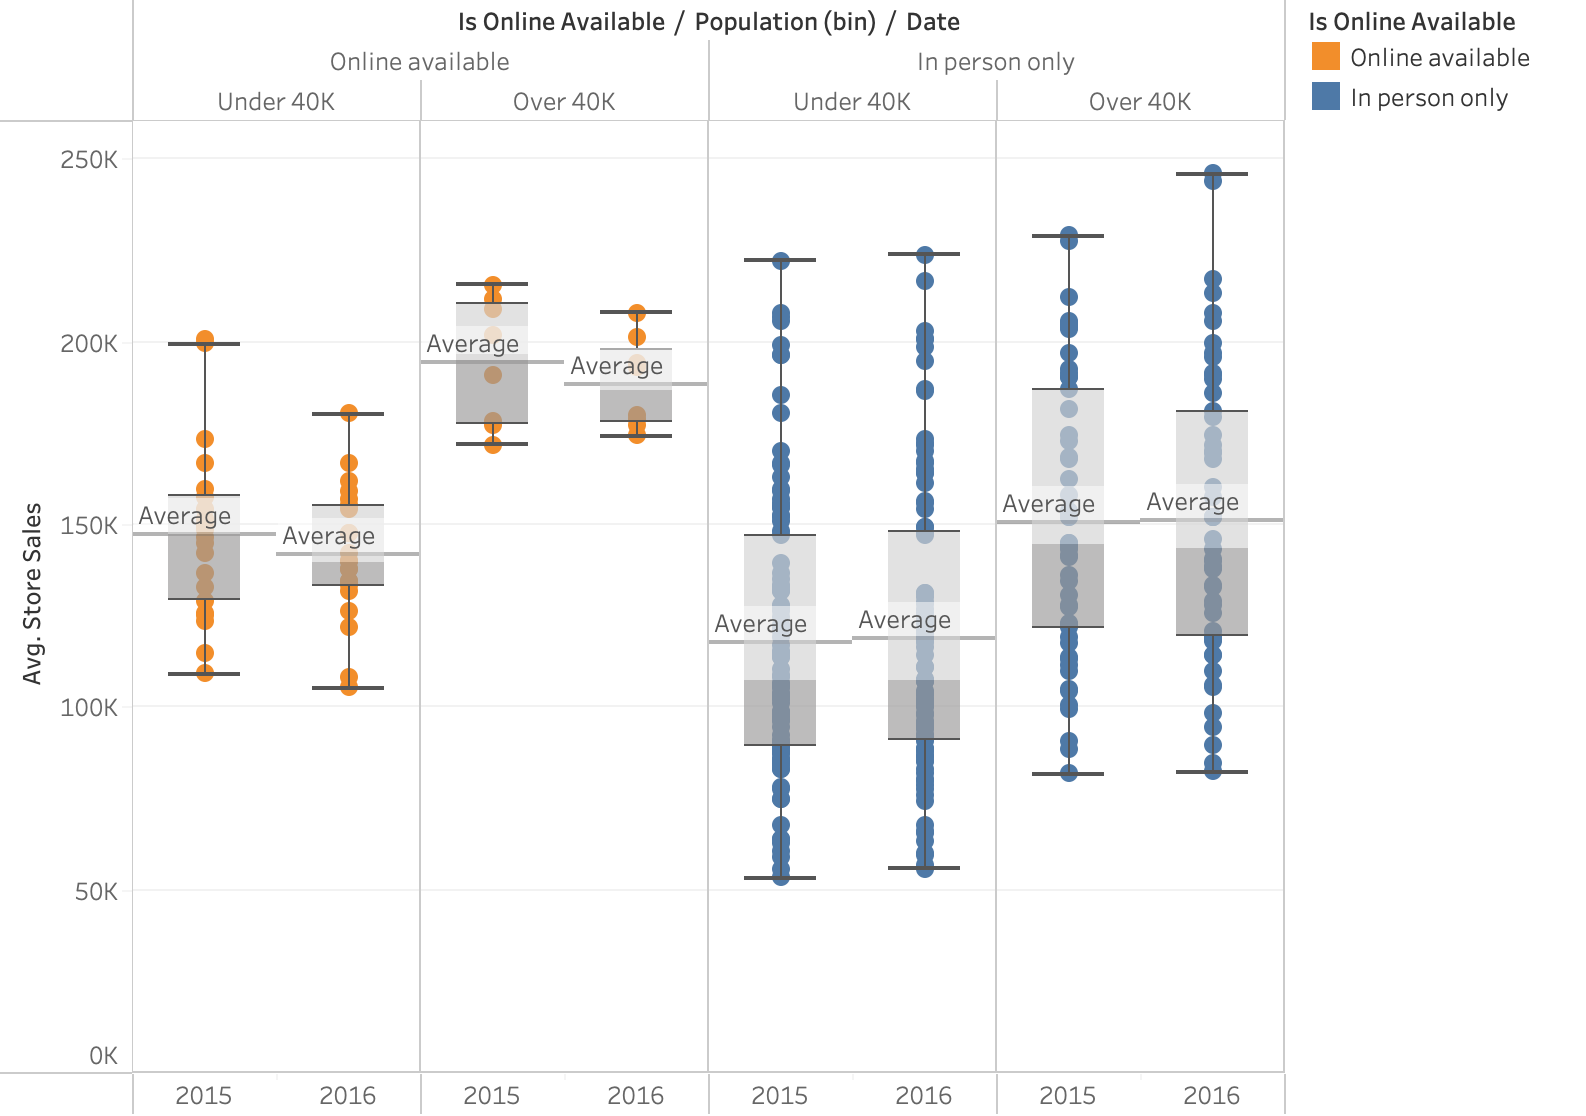 Is Online Available / Population (bin) / Date
Online available In person only
Under 40K Over 40K Under 40K Over 40K
Is Online Available
Online available
In person only
Avg. Store Sales
250K
200K
150K
100K
50K
0K
Average
Average
Average
Average
Average
Average
Average
Average
2015 2016 2015 2016 2015 2016 2015 2016